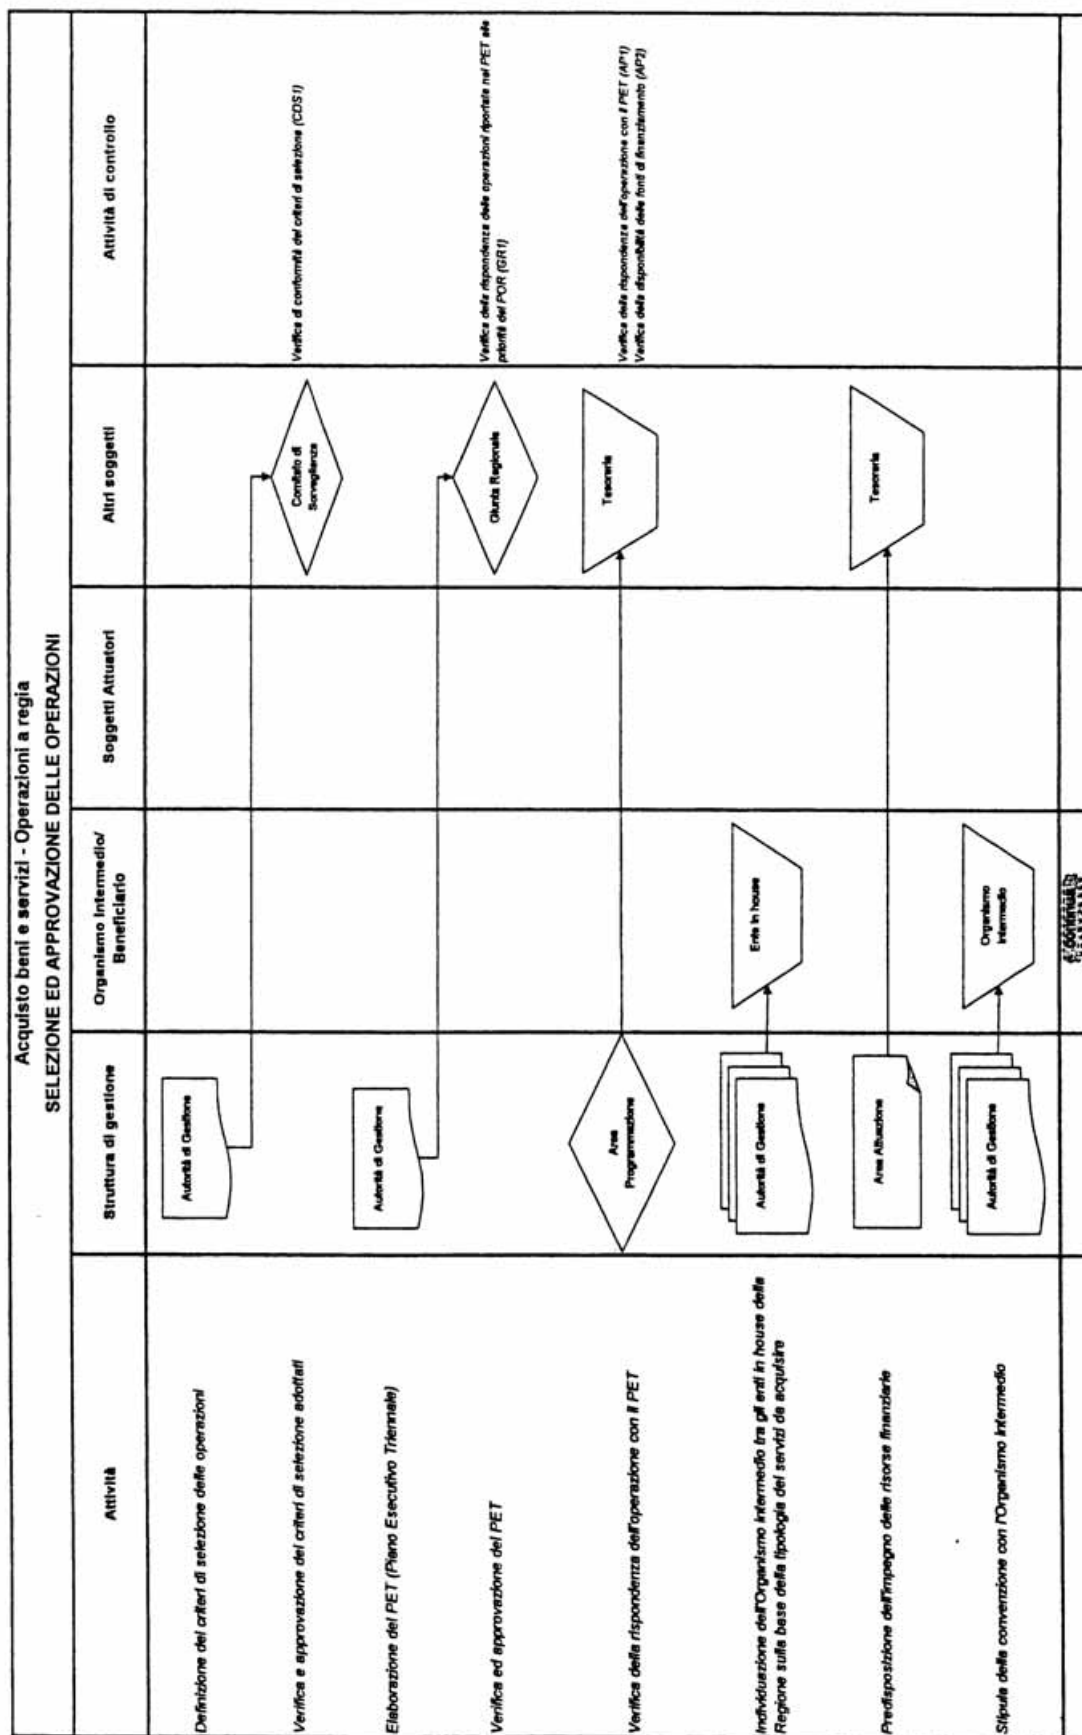 Acquisto beni e servizi - Operazioni a regia
SELEZIONE ED APPROVAZIONE DELLE OPERAZIONI
Attività
Struttura di gestione
Organismo Intermedio/
Beneficiario
Soggetti Attuatori
Altri soggetti
Attività di controllo
Definizione dei criteri di selezione delle operazioni
Autorità di Gestione
Verifica e approvazione dei criteri di selezione adottati
Comitato di
Sorveglianza
Verifica di conformità dei criteri di selezione (CDS1)
Elaborazione del PET (Piano Esecutivo Triennale)
Autorità di Gestione
Verifica ed approvazione del PET
Giunta Regionale
Verifica della rispondenza delle operazioni riportate nel PET alle
priorità del POR (GR1)
Verifica della rispondenza dell'operazione con il PET
Area
Programmazione
Tesoreria
Verifica della rispondenza dell'operazione con il PET (AP1)
Verifica della disponibilità delle fonti di finanziamento (AP2)
Individuazione dell'Organismo Intermedio tra gli enti in house della
Regione sulla base della tipologia dei servizi da acquisire
Autorità di Gestione
Ente in house
Predisposizione dell'impegno delle risorse finanziarie
Area Attuazione
Tesoreria
Stipula della convenzione con l'Organismo Intermedio
Autorità di Gestione
Organismo
Intermedio